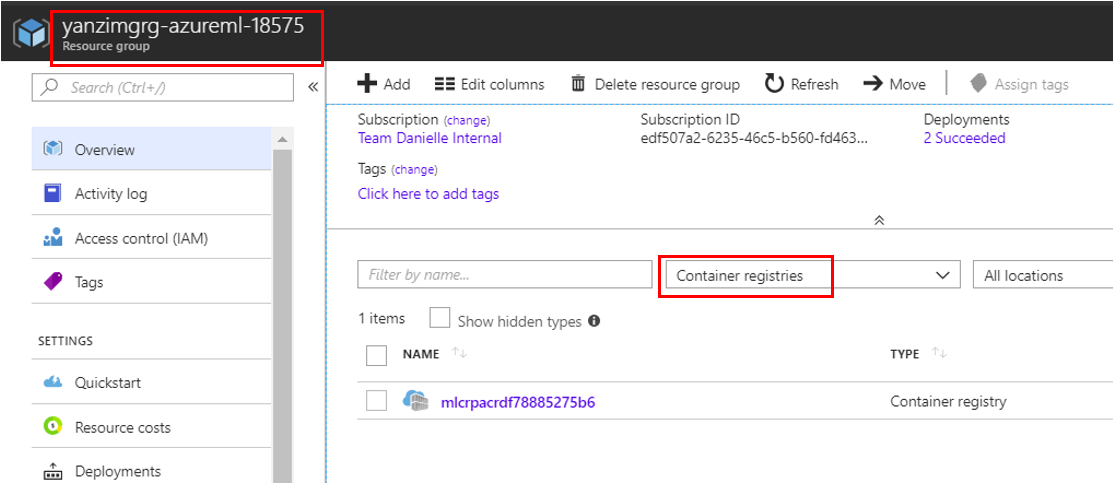 yanzimgrg-azureml-18575
Resource group
Search (Ctrl+/)
«
Add
Edit columns
Delete resource group
Refresh
Move
Assign tags
Overview
Activity log
Access control (IAM)
Tags
SETTINGS
Quickstart
Resource costs
Deployments
Subscription (change)
Team Danielle Internal
Subscription ID
edf507a2-6235-46c5-b560-fd463...
Deployments
2 Succeeded
Tags (change)
Click here to add tags
Filter by name...
Container registries
All locations
1 items
Show hidden types
NAME
TYPE
mlcrpacrdf78885275b6
Container registry